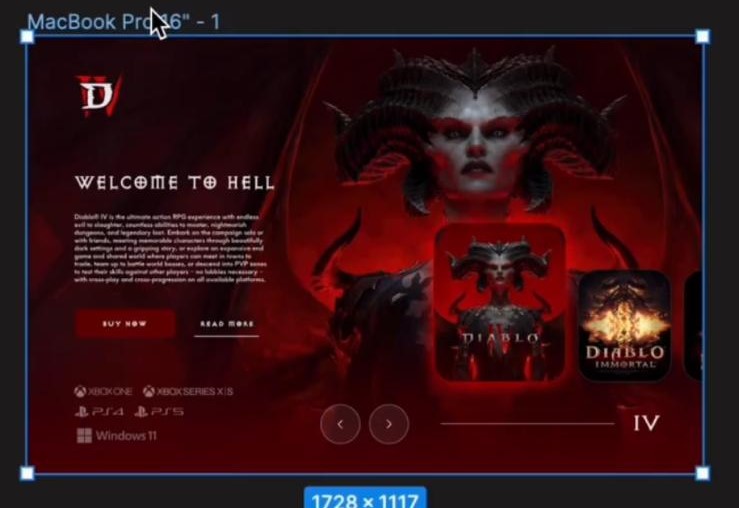 MacBook Pro 16" - 1
D
WELCOME TO HELL
Diablo® IV is the ultimate action RPG experience with endless
evil to slaughter, countless abilities to master, nightmarish
dungeons, and legendary loot. Embark on the campaign solo or
with friends, meeting memorable characters through beautifully
dark settings and a gripping story, or explore an expansive end
game and shared world where players can meet in towns to
trade, team up to battle world bosses, or descend into PVP zones
to test their skills against other players - no lobbies necessary -
with cross-play and cross-progression on all available platforms.
BUY NOW
READ MORE
DIABLO
DIABLO
IMMORTAL
XBOX ONE
XBOX SERIES X|S
PS4
PS5
Windows 11
IV
1728 × 1117